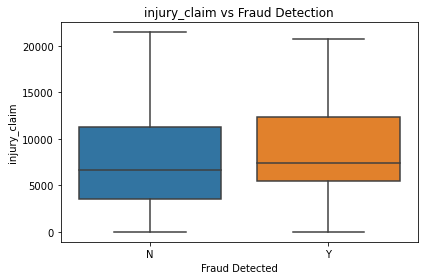 injury_claim vs Fraud Detection
20000
15000
10000
5000
0
injury_claim
N
Y
Fraud Detected